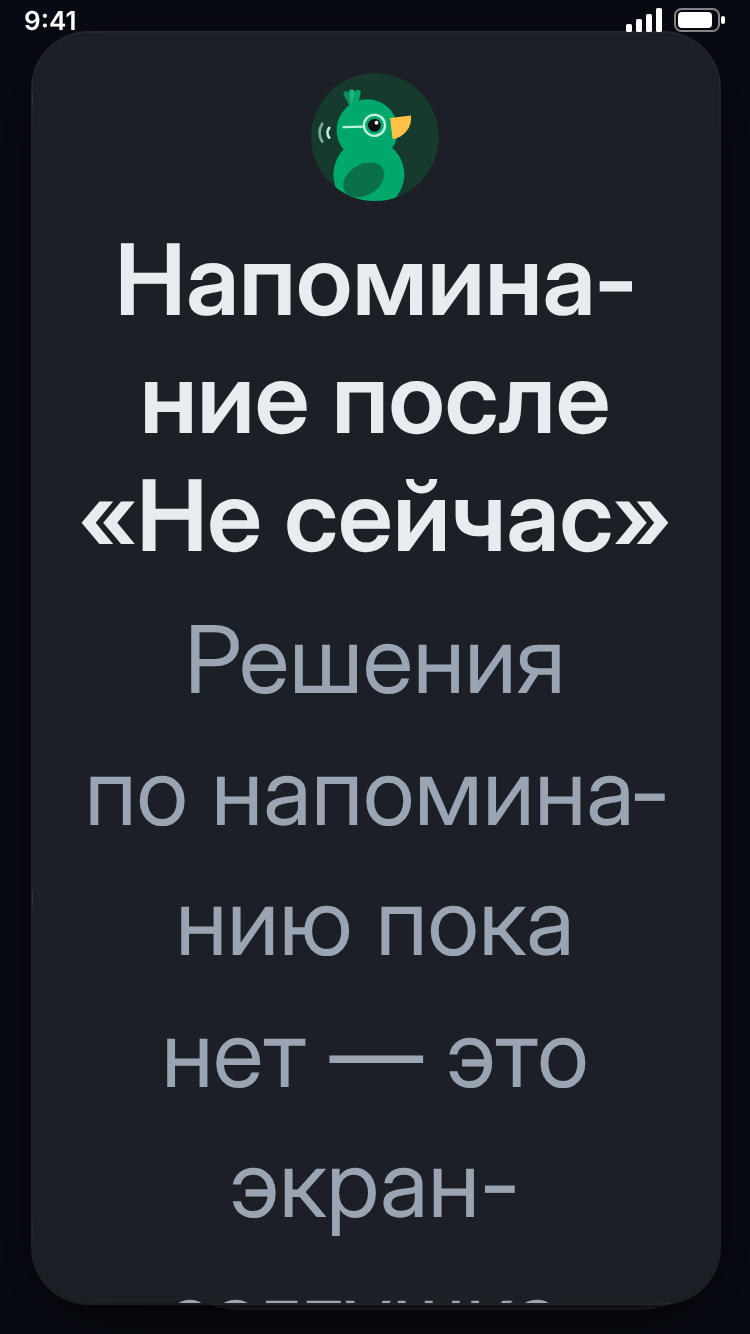 9:41
Напомина-
ние после
«Не сейчас»
Решения
по напомина-
нию пока
нет — это
экран-